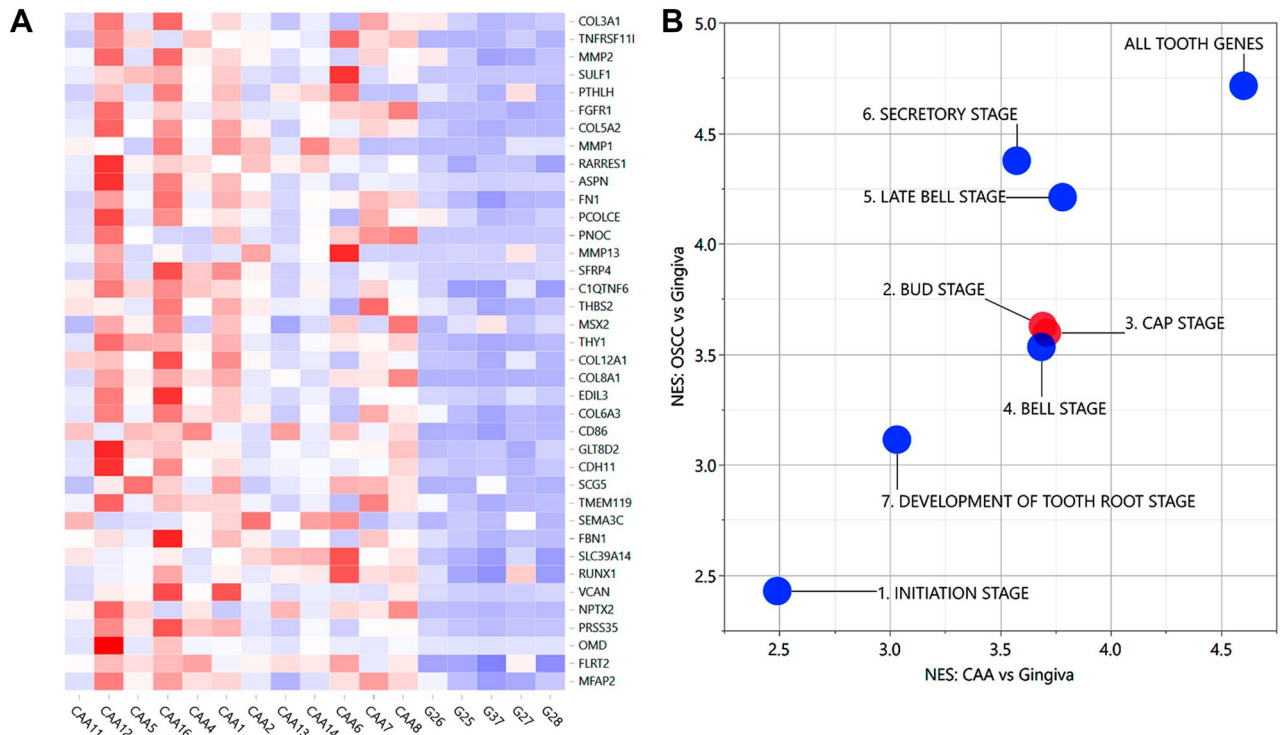 A
COL3A1
TNFRSF11I
MMP2
SULF1
PTHLH
FGFR1
COL5A2
MMP1
RARRES1
ASPN
FN1
PCOLCE
PNOC
MMP13
SFRP4
C1QTNF6
THBS2
MSX2
THY1
COL12A1
COL8A1
EDIL3
COL6A3
CD86
GLT8D2
CDH11
SCG5
TMEM119
SEMA3C
FBN1
SLC39A14
RUNX1
VCAN
NPTX2
PRSS35
OMD
FLRT2
MFAP2
CAA11 CAA12 CAA5 CAA16 CAA4 CAA1 CAA2 CAA13 CAA14 CAA6 CAA7 CAA8 G26 G25 G37 G27 G28
B
NES: OSCC vs Gingiva
5.0
4.5
4.0
3.5
3.0
2.5
ALL TOOTH GENES
6. SECRETORY STAGE
5. LATE BELL STAGE
2. BUD STAGE
3. CAP STAGE
4. BELL STAGE
7. DEVELOPMENT OF TOOTH ROOT STAGE
1. INITIATION STAGE
2.5 3.0 3.5 4.0 4.5
NES: CAA vs Gingiva